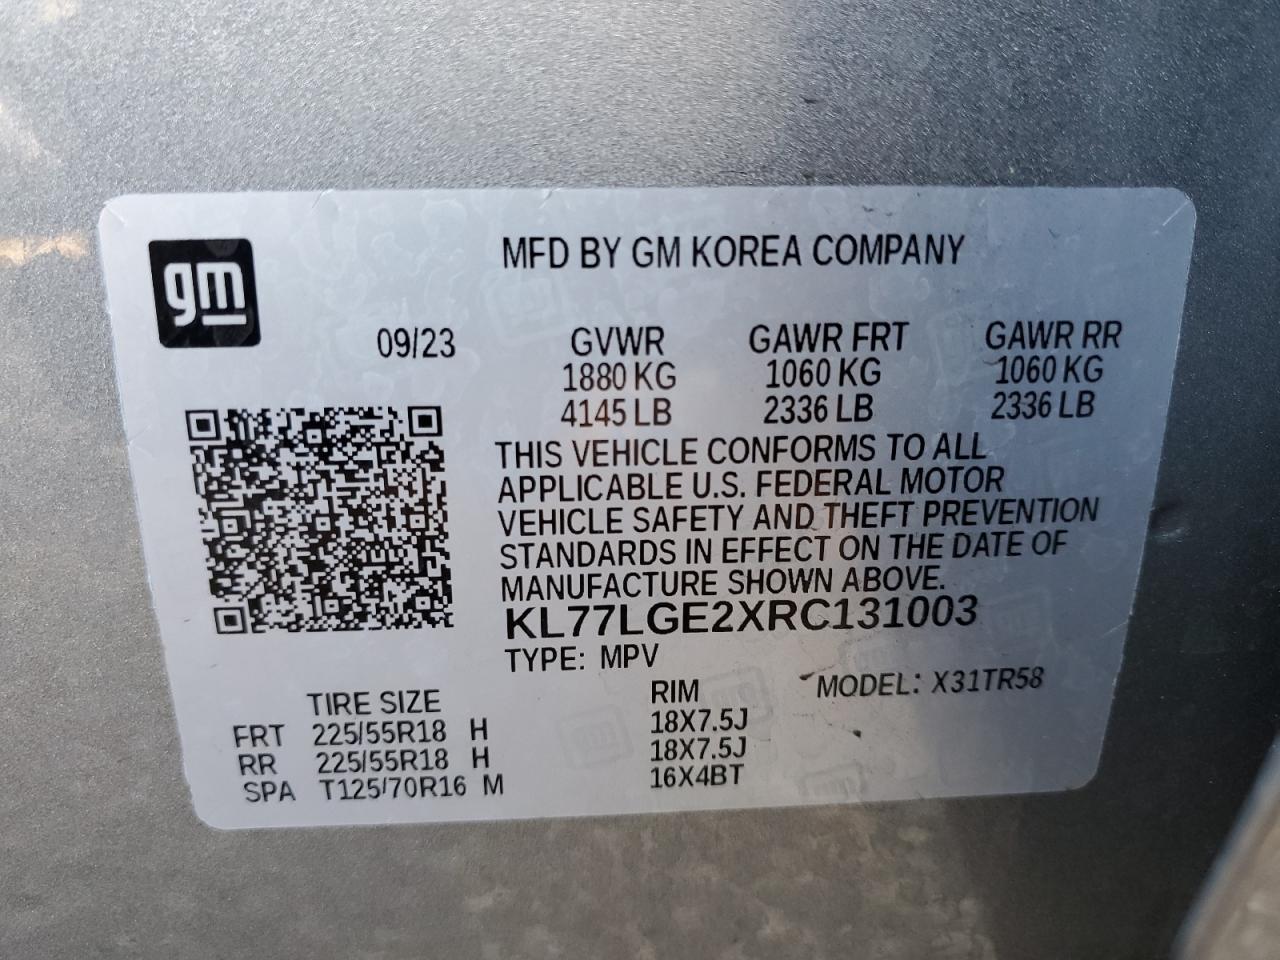 gm
MFD BY GM KOREA COMPANY
09/23
GVWR GAWR FRT GAWR RR
1880 KG 1060 KG 1060 KG
4145 LB 2336 LB 2336 LB
THIS VEHICLE CONFORMS TO ALL
APPLICABLE U.S. FEDERAL MOTOR
VEHICLE SAFETY AND THEFT PREVENTION
STANDARDS IN EFFECT ON THE DATE OF
MANUFACTURE SHOWN ABOVE.
KL77LGE2XRC131003
TYPE: MPV
MODEL: X31TR58
TIRE SIZE RIM
FRT 225/55R18 H 18X7.5J
RR 225/55R18 H 18X7.5J
SPA T125/70R16 M 16X4BT